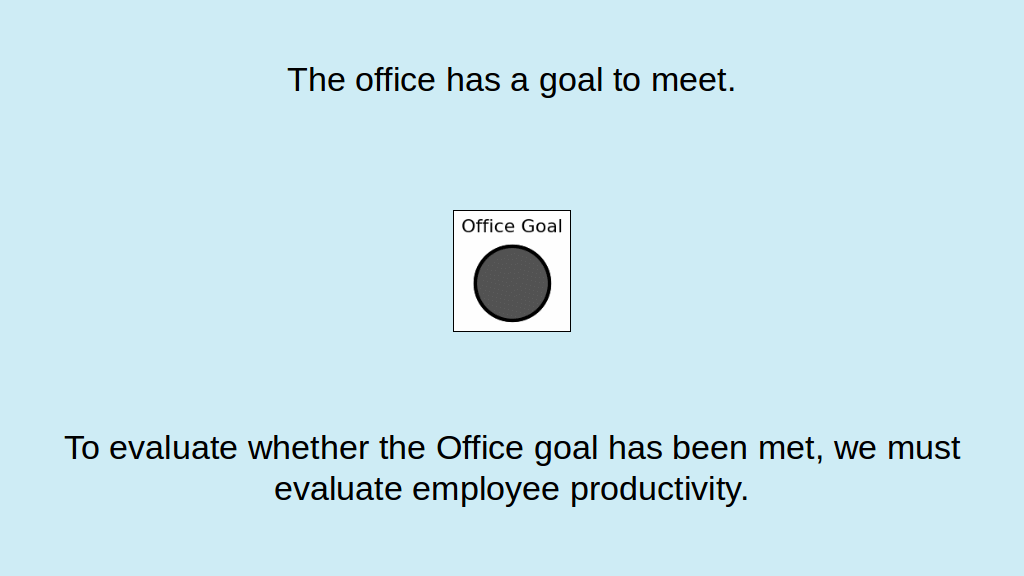 The office has a goal to meet.
Office Goal
To evaluate whether the Office goal has been met, we must
evaluate employee productivity.